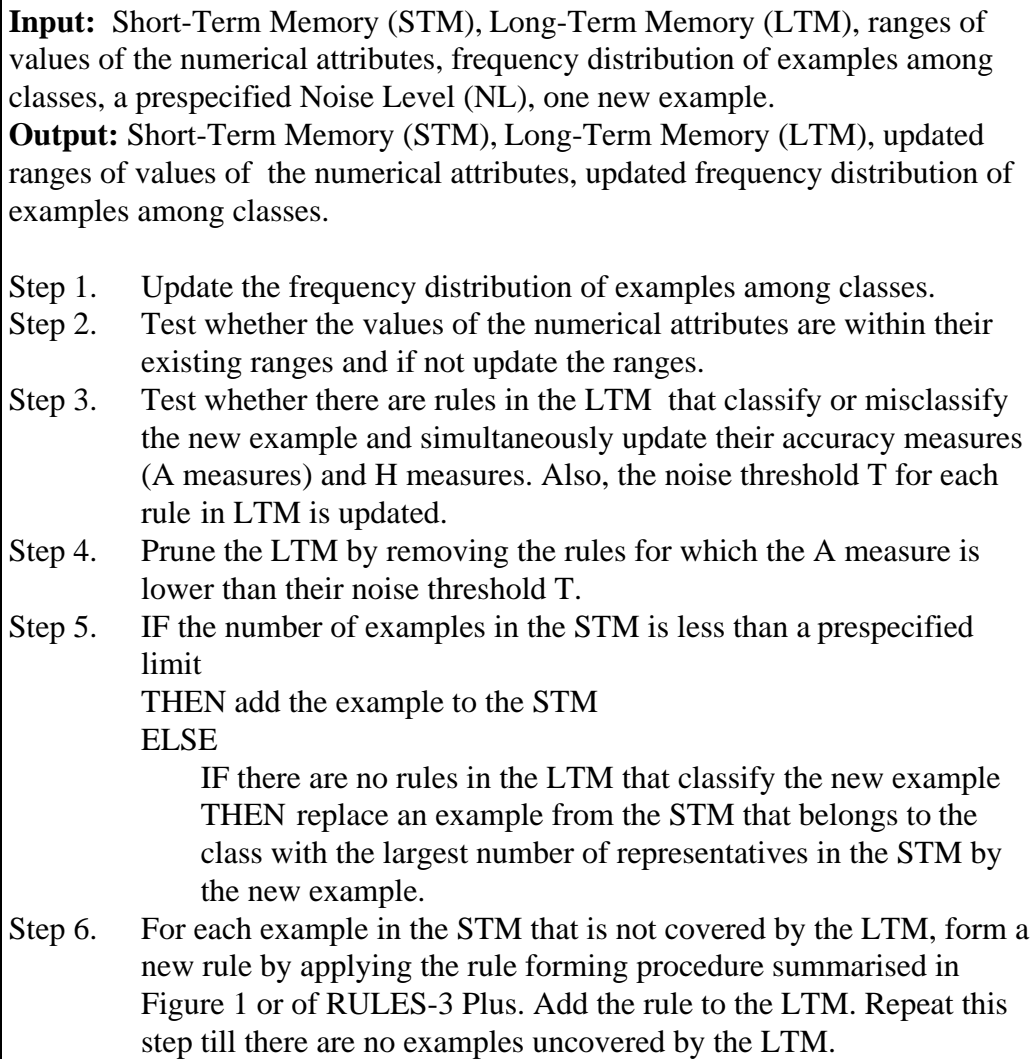 Input: Short-Term Memory (STM), Long-Term Memory (LTM), ranges of
values of the numerical attributes, frequency distribution of examples among
classes, a prespecified Noise Level (NL), one new example.
Output: Short-Term Memory (STM), Long-Term Memory (LTM), updated
ranges of values of the numerical attributes, updated frequency distribution of
examples among classes.
Step 1. Update the frequency distribution of examples among classes.
Step 2. Test whether the values of the numerical attributes are within their
existing ranges and if not update the ranges.
Step 3. Test whether there are rules in the LTM that classify or misclassify
the new example and simultaneously update their accuracy measures
(A measures) and H measures. Also, the noise threshold T for each
rule in LTM is updated.
Step 4. Prune the LTM by removing the rules for which the A measure is
lower than their noise threshold T.
Step 5. IF the number of examples in the STM is less than a prespecified
limit
THEN add the example to the STM
ELSE
IF there are no rules in the LTM that classify the new example
THEN replace an example from the STM that belongs to the
class with the largest number of representatives in the STM by
the new example.
Step 6. For each example in the STM that is not covered by the LTM, form a
new rule by applying the rule forming procedure summarised in
Figure 1 or of RULES-3 Plus. Add the rule to the LTM. Repeat this
step till there are no examples uncovered by the LTM.